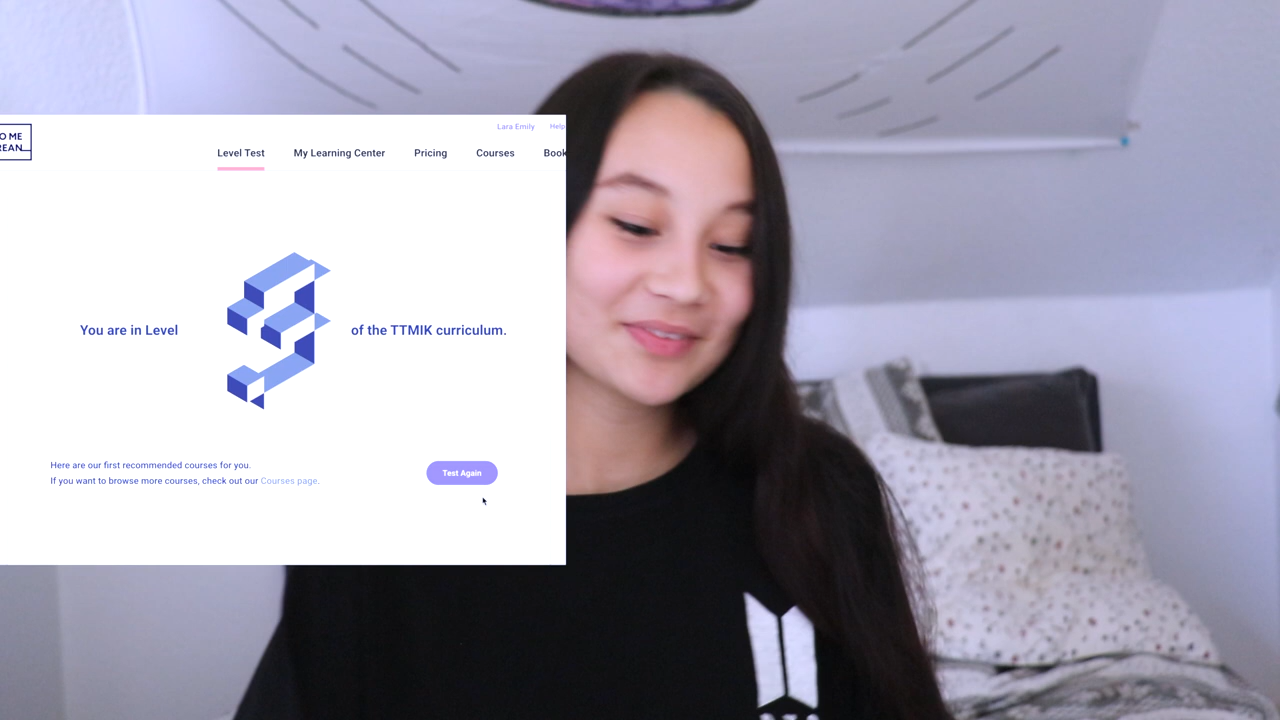 Lara Emily Help
O ME
REAN
Level Test My Learning Center Pricing Courses Book
You are in Level of the TTMIK curriculum.
Here are our first recommended courses for you.
If you want to browse more courses, check out our Courses page.
Test Again